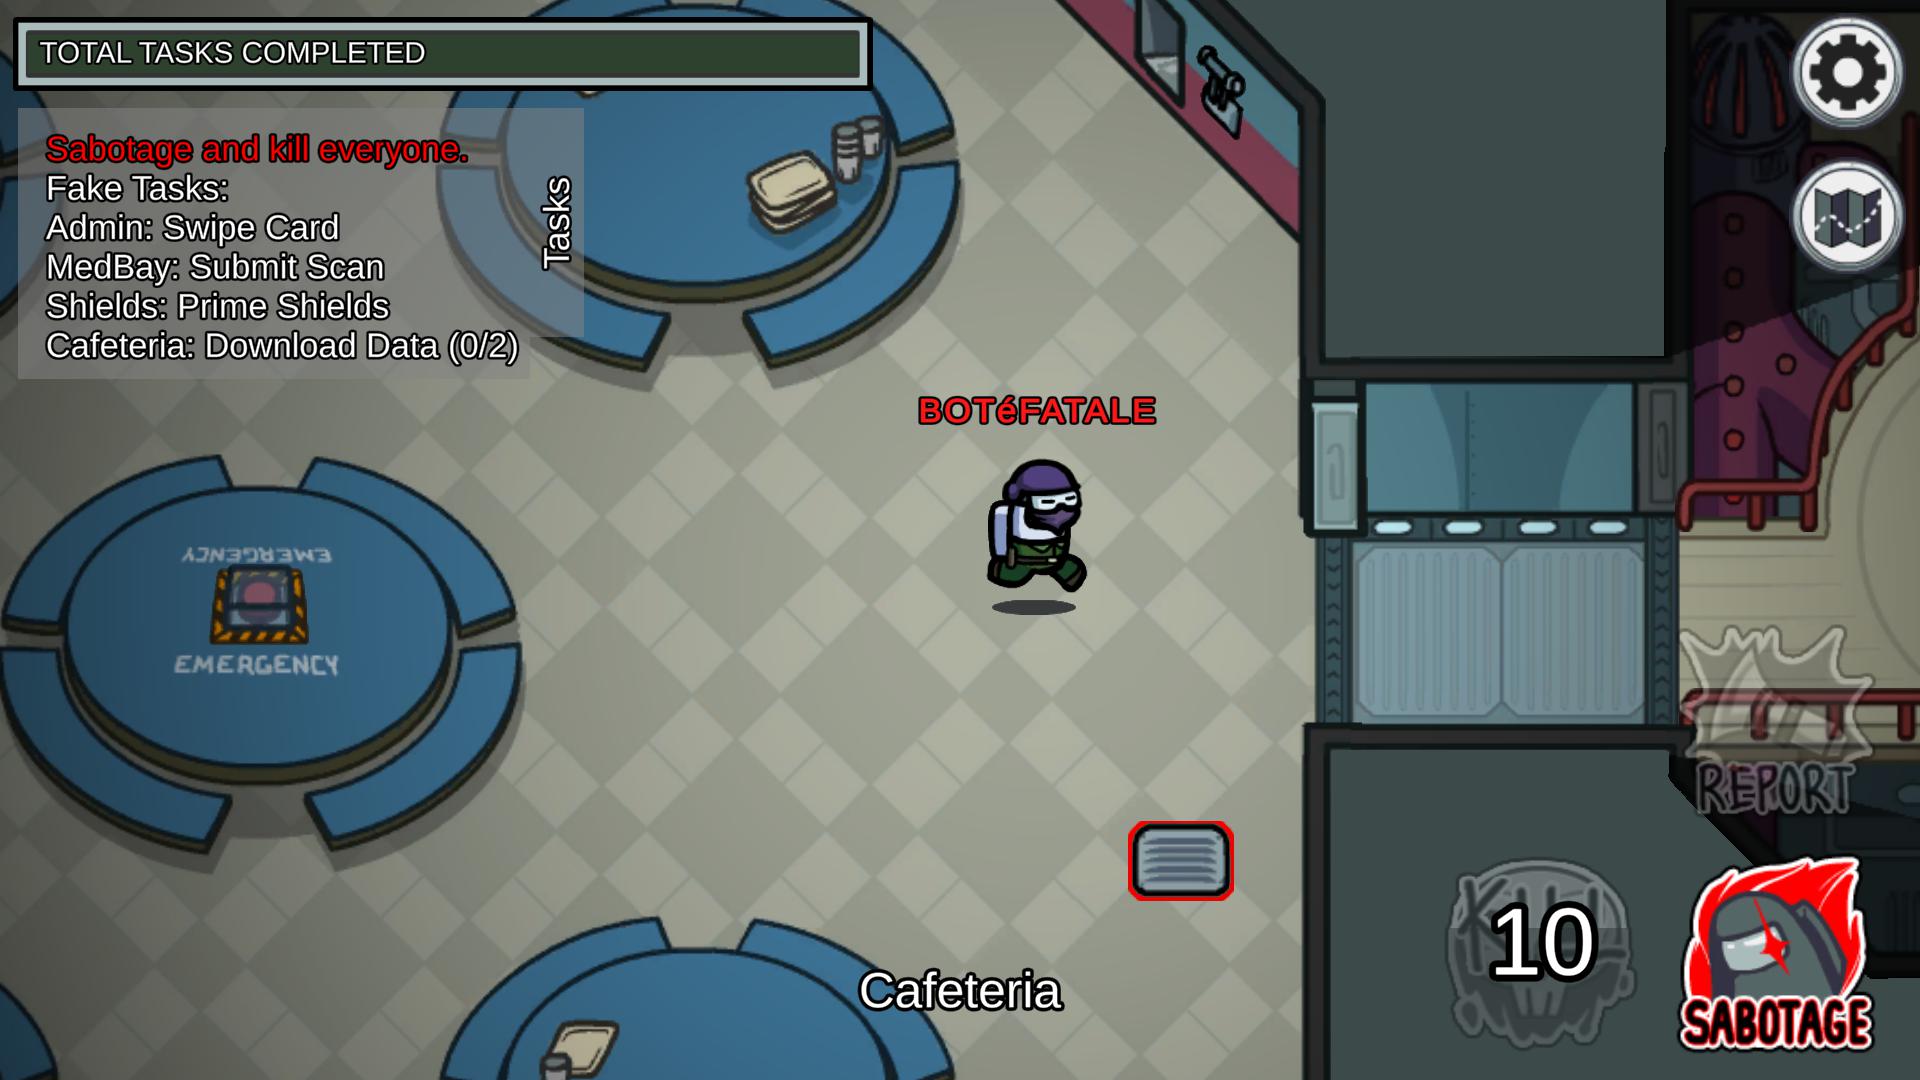 TOTAL TASKS COMPLETED
Sabotage and kill everyone.
Fake Tasks:
Admin: Swipe Card
MedBay: Submit Scan
Shields: Prime Shields
Cafeteria: Download Data (0/2)
Tasks
BOTéFATALE
EMERGENCY
EMERGENCY
REPORT
KILL
10
SABOTAGE
Cafeteria